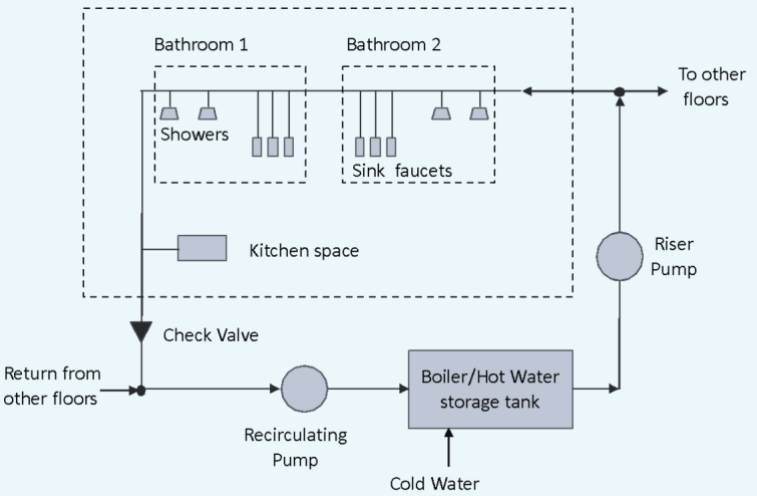 Bathroom 1
Bathroom 2
To other
floors
Showers
Sink faucets
Kitchen space
Riser
Pump
Check Valve
Return from
other floors
Boiler/Hot Water
storage tank
Recirculating
Pump
Cold Water